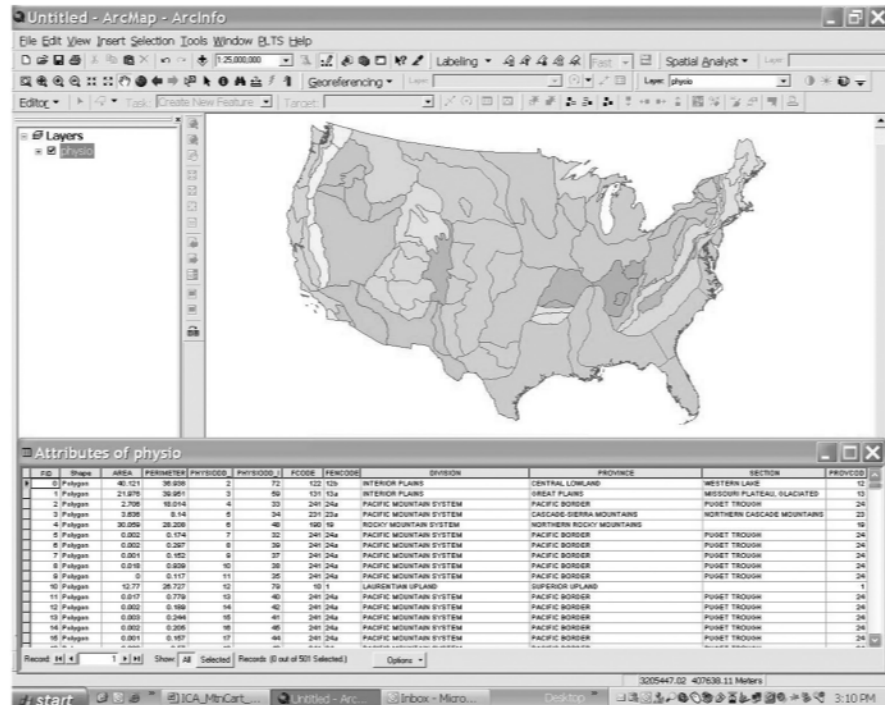 Untitled - ArcMap - ArcInfo
File Edit View Insert Selection Tools Window PLTS Help
1:25,000,000 Labeling Fast Spatial Analyst Layer:
Georeferencing Layer: Layer: physio
Editor Task: Create New Feature Target:
Layers
physio
Attributes of physio
FID Shape AREA PERIMETER PHYSIODD_ PHYSIODD_I FCODE FENCODE DIVISION PROVINCE SECTION PROVCOD
0 Polygon 40.121 36.938 2 72 122 12b INTERIOR PLAINS CENTRAL LOWLAND WESTERN LAKE 12
1 Polygon 21.976 39.951 3 59 131 13a INTERIOR PLAINS GREAT PLAINS MISSOURI PLATEAU, GLACIATED 13
2 Polygon 2.706 18.014 4 33 241 24a PACIFIC MOUNTAIN SYSTEM PACIFIC BORDER PUGET TROUGH 24
3 Polygon 3.836 8.14 5 34 231 23a PACIFIC MOUNTAIN SYSTEM CASCADE-SIERRA MOUNTAINS NORTHERN CASCADE MOUNTAINS 23
4 Polygon 30.059 28.208 6 48 190 19 ROCKY MOUNTAIN SYSTEM NORTHERN ROCKY MOUNTAINS 19
5 Polygon 0.002 0.174 7 32 241 24a PACIFIC MOUNTAIN SYSTEM PACIFIC BORDER PUGET TROUGH 24
6 Polygon 0.002 0.297 8 39 241 24a PACIFIC MOUNTAIN SYSTEM PACIFIC BORDER PUGET TROUGH 24
7 Polygon 0.001 0.152 9 37 241 24a PACIFIC MOUNTAIN SYSTEM PACIFIC BORDER PUGET TROUGH 24
8 Polygon 0.018 0.939 10 38 241 24a PACIFIC MOUNTAIN SYSTEM PACIFIC BORDER PUGET TROUGH 24
9 Polygon 0 0.117 11 35 241 24a PACIFIC MOUNTAIN SYSTEM PACIFIC BORDER PUGET TROUGH 24
10 Polygon 12.77 26.727 12 79 10 1 LAURENTIAN UPLAND SUPERIOR UPLAND 1
11 Polygon 0.017 0.779 13 40 241 24a PACIFIC MOUNTAIN SYSTEM PACIFIC BORDER PUGET TROUGH 24
12 Polygon 0.002 0.189 14 42 241 24a PACIFIC MOUNTAIN SYSTEM PACIFIC BORDER PUGET TROUGH 24
13 Polygon 0.003 0.244 15 41 241 24a PACIFIC MOUNTAIN SYSTEM PACIFIC BORDER PUGET TROUGH 24
14 Polygon 0.002 0.205 16 45 241 24a PACIFIC MOUNTAIN SYSTEM PACIFIC BORDER PUGET TROUGH 24
15 Polygon 0.001 0.157 17 44 241 24a PACIFIC MOUNTAIN SYSTEM PACIFIC BORDER PUGET TROUGH 24
Record: 1 Show: All Selected Records (0 out of 501 Selected.) Options
3205447.02 407638.11 Meters
start ICA_MtnCart_... Untitled - Arc... Inbox - Micro... Desktop 3:10 PM